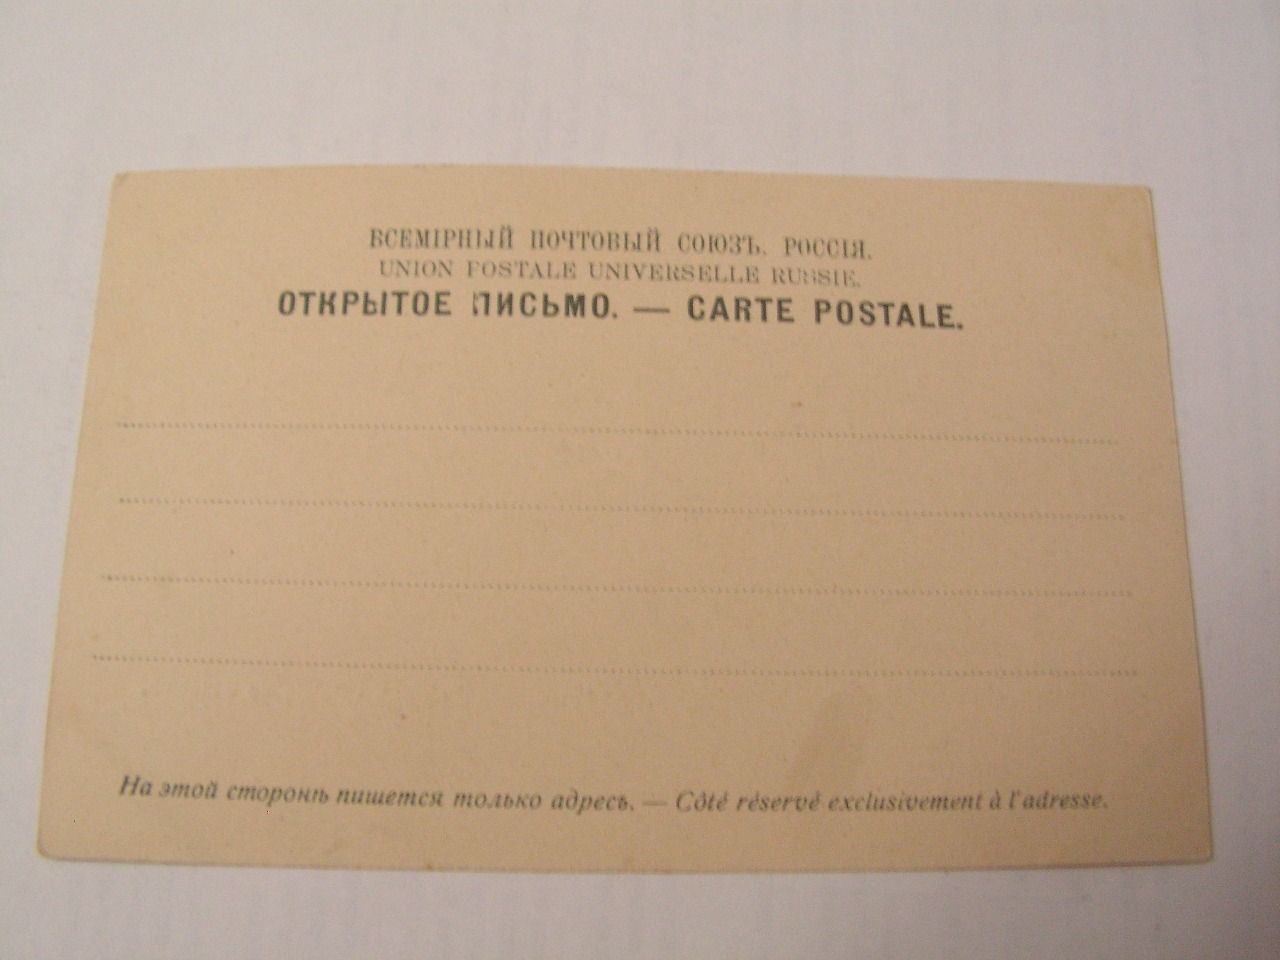 ВСЕМІРНЫЙ ПОЧТОВЫЙ СОЮЗЪ, РОССІЯ.
UNION POSTALE UNIVERSELLE RUSSIE.
ОТКРЫТОЕ ПИСЬМО. — CARTE POSTALE.
На этой сторонѣ пишется только адресъ. — Côté réservé exclusivement à l'adresse.